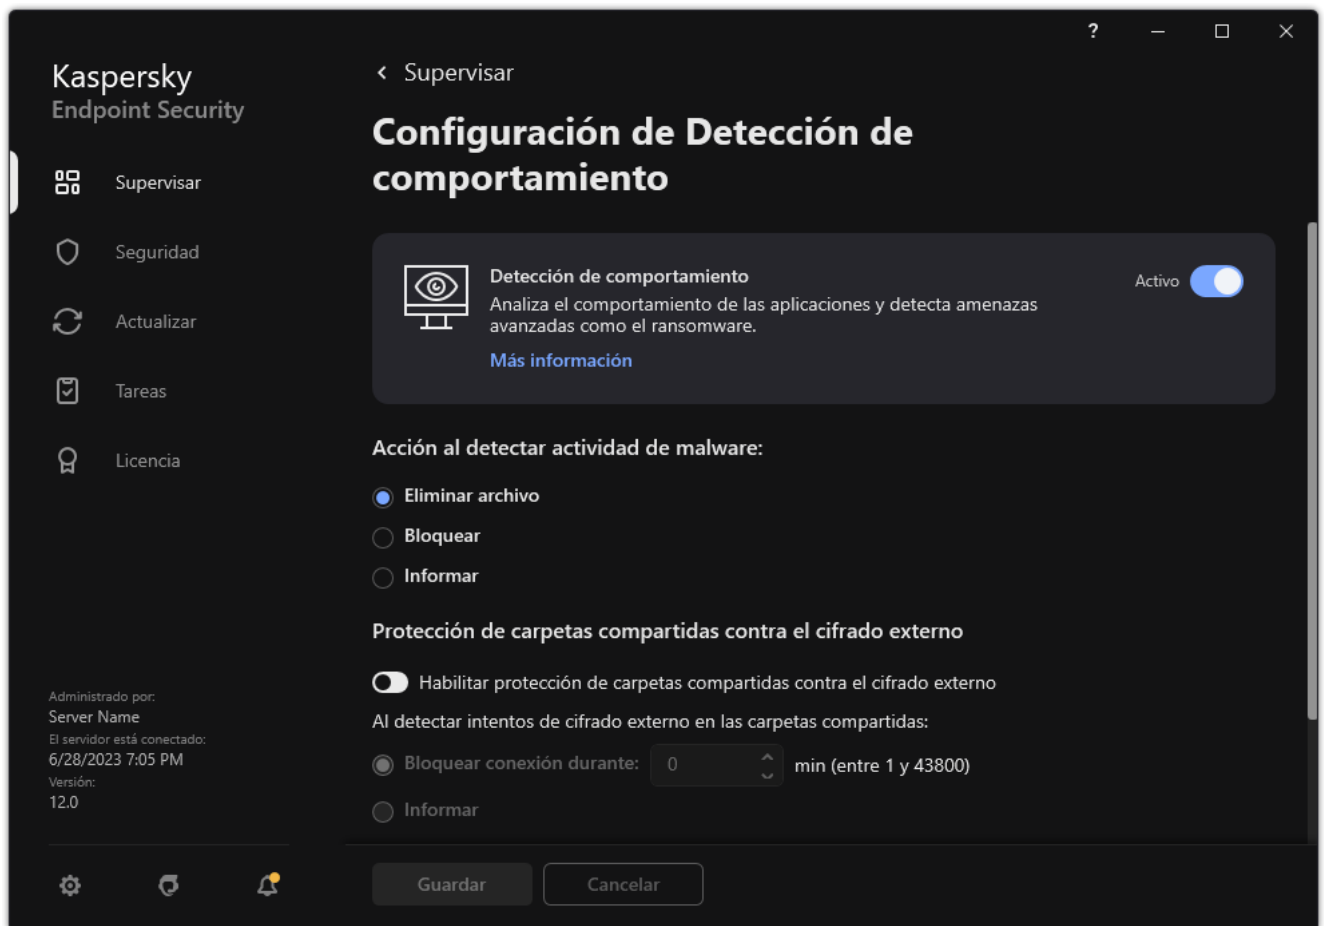 ?
Kaspersky
Endpoint Security
Supervisar
Seguridad
Actualizar
Tareas
Licencia
Administrado por:
Server Name
El servidor está conectado:
6/28/2023 7:05 PM
Versión:
12.0
Supervisar
Configuración de Detección de
comportamiento
Detección de comportamiento
Analiza el comportamiento de las aplicaciones y detecta amenazas
avanzadas como el ransomware.
Más información
Activo
Acción al detectar actividad de malware:
Eliminar archivo
Bloquear
Informar
Protección de carpetas compartidas contra el cifrado externo
Habilitar protección de carpetas compartidas contra el cifrado externo
Al detectar intentos de cifrado externo en las carpetas compartidas:
Bloquear conexión durante: 0 min (entre 1 y 43800)
Informar
Guardar Cancelar